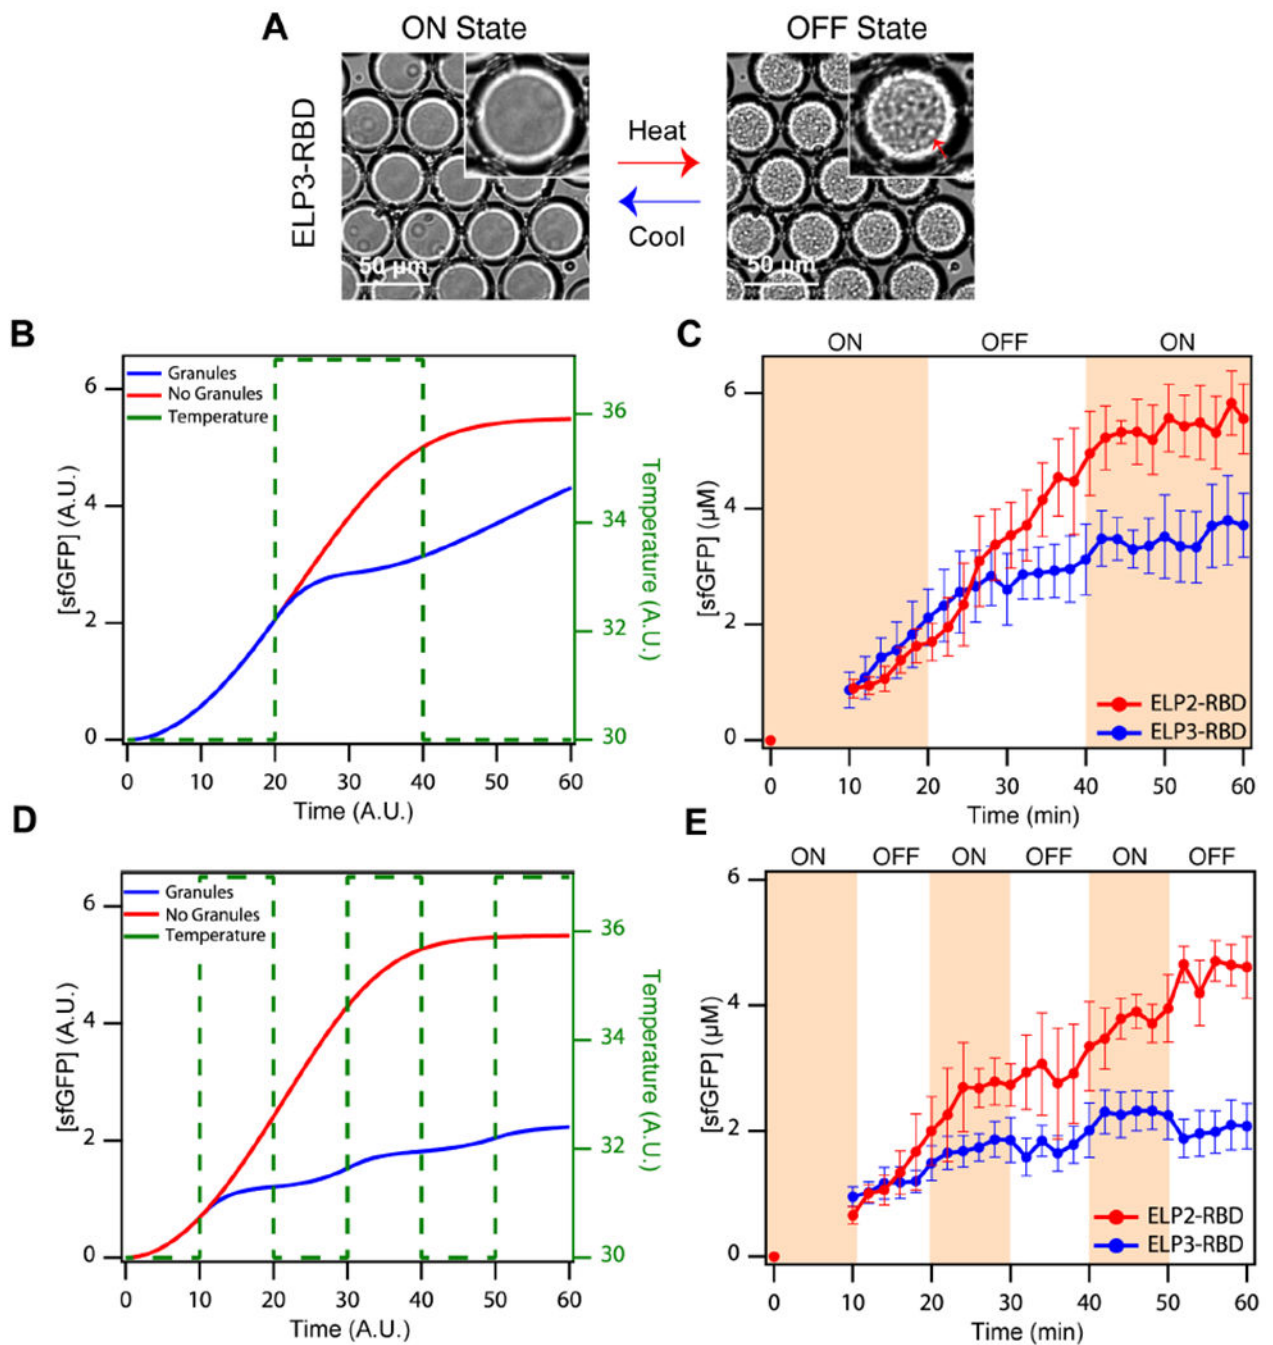 A
ON State
OFF State
ELP3-RBD
Heat
Cool
50 μm
50 μm
B
Granules
No Granules
Temperature
[sfGFP] (A.U.)
6
4
2
0
36
34
32
30
Temperature (A.U.)
0 10 20 30 40 50 60
Time (A.U.)
C
ON OFF ON
[sfGFP] (μM)
6
4
2
0
ELP2-RBD
ELP3-RBD
0 10 20 30 40 50 60
Time (min)
D
Granules
No Granules
Temperature
[sfGFP] (A.U.)
6
4
2
0
36
34
32
30
Temperature (A.U.)
0 10 20 30 40 50 60
Time (A.U.)
E
ON OFF ON OFF ON OFF
[sfGFP] (μM)
6
4
2
0
ELP2-RBD
ELP3-RBD
0 10 20 30 40 50 60
Time (min)